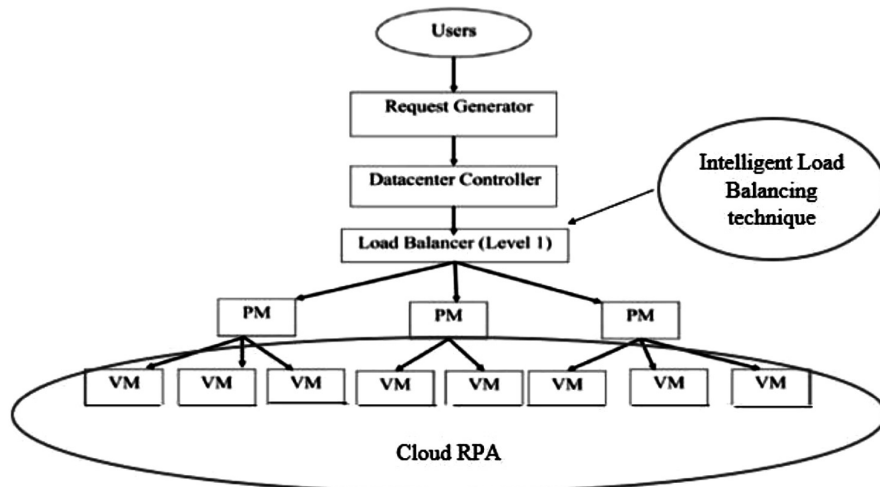 Users
Request Generator
Datacenter Controller
Intelligent Load
Balancing
technique
Load Balancer (Level 1)
PM
PM
PM
VM
VM
VM
VM
VM
VM
VM
VM
Cloud RPA